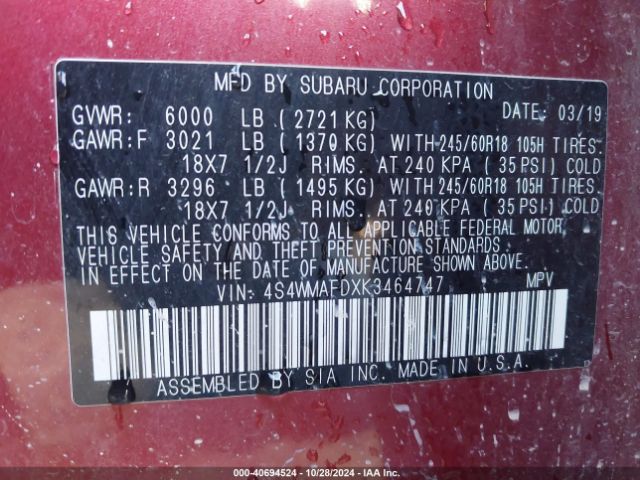 MFD BY SUBARU CORPORATION
GVWR: 6000 LB (2721 KG) DATE: 03/19
GAWR:F 3021 LB (1370 KG) WITH 245/60R18 105H TIRES.
18X7 1/2J RIMS. AT 240 KPA (35 PSI) COLD
GAWR:R 3296 LB (1495 KG) WITH 245/60R18 105H TIRES.
18X7 1/2J RIMS. AT 240 KPA (35 PSI) COLD
THIS VEHICLE CONFORMS TO ALL APPLICABLE FEDERAL MOTOR
VEHICLE SAFETY AND THEFT PREVENTION STANDARDS
IN EFFECT ON THE DATE OF MANUFACTURE SHOWN ABOVE.
VIN: 4S4WMAFDXK3464747 MPV
ASSEMBLED BY SIA INC. MADE IN U.S.A.
000-40694524 | 10/28/2024 | IAA Inc.